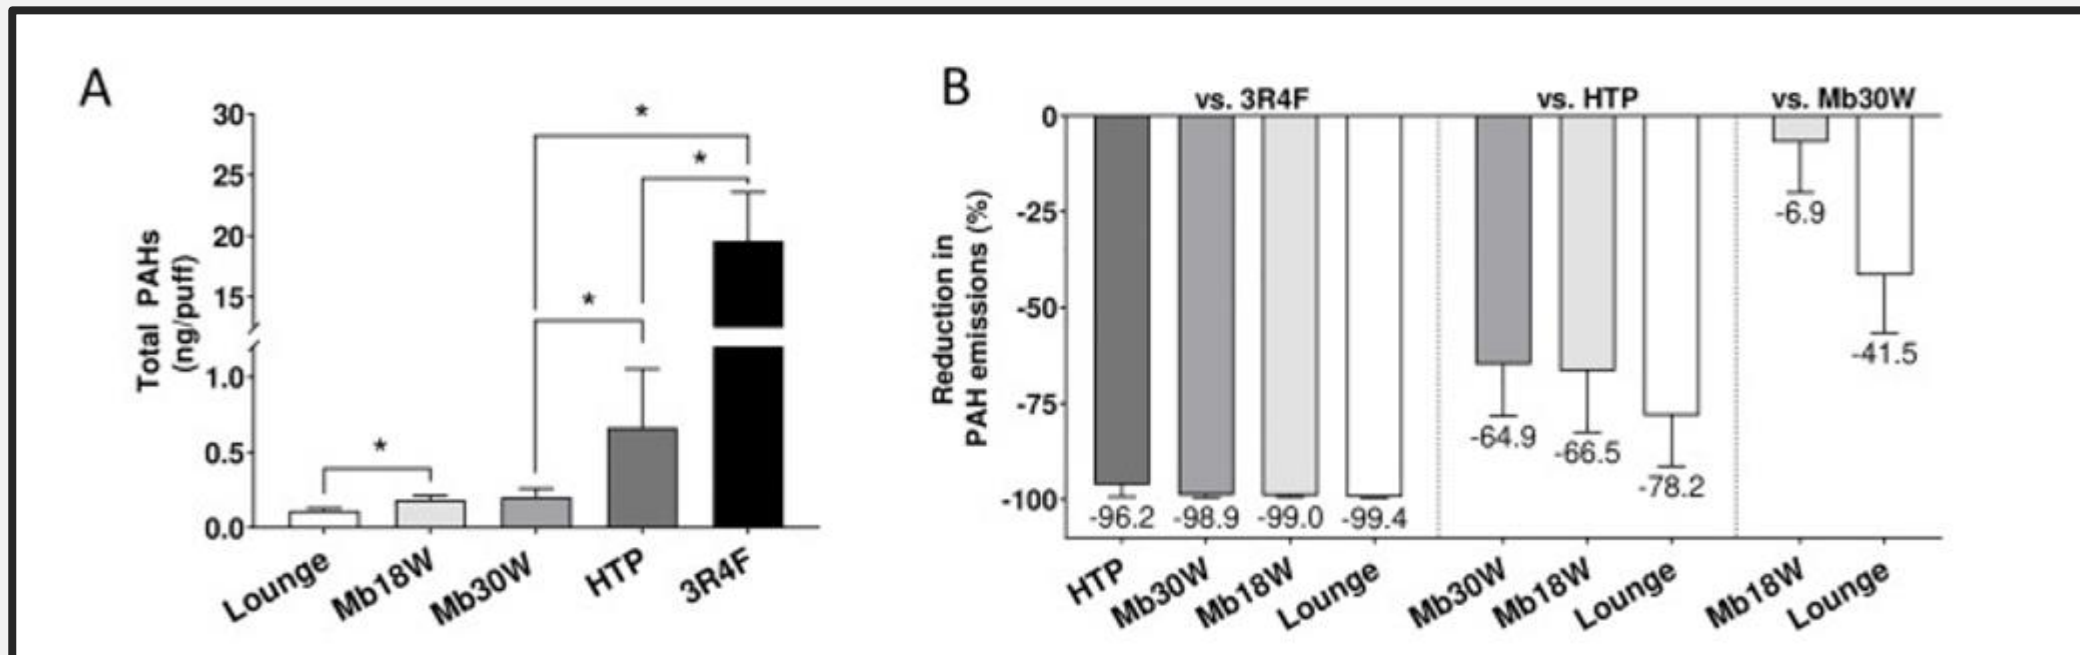 A
30
25
20
15
1.0
0.5
0.0
Total PAHs
(ng/puff)
*
*
*
*
Lounge
Mb18W
Mb30W
HTP
3R4F
B
vs. 3R4F
vs. HTP
vs. Mb30W
0
-25
-50
-75
-100
Reduction in
PAH emissions (%)
-96.2
-98.9
-99.0
-99.4
-64.9
-66.5
-78.2
-6.9
-41.5
HTP
Mb30W
Mb18W
Lounge
Mb30W
Mb18W
Lounge
Mb18W
Lounge